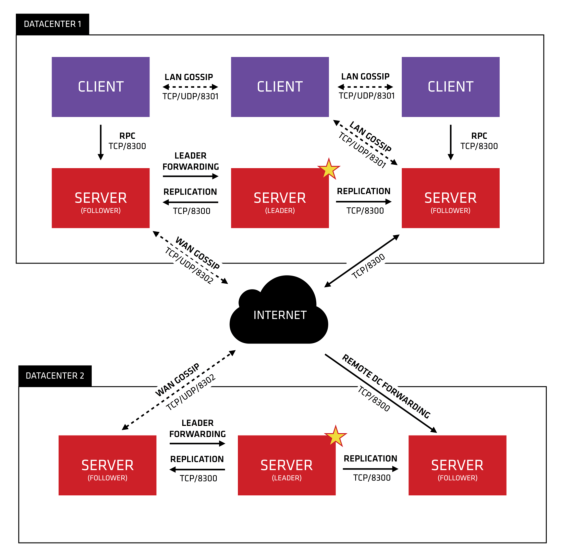 DATACENTER 1
CLIENT
LAN GOSSIP
TCP/UDP/8301
CLIENT
LAN GOSSIP
TCP/UDP/8301
CLIENT
RPC
TCP/8300
LAN GOSSIP
TCP/UDP/8301
RPC
TCP/8300
LEADER
FORWARDING
SERVER
(FOLLOWER)
REPLICATION
TCP/8300
SERVER
(LEADER)
REPLICATION
TCP/8300
SERVER
(FOLLOWER)
WAN GOSSIP
TCP/UDP/8302
TCP/8300
INTERNET
DATACENTER 2
WAN GOSSIP
TCP/UDP/8302
REMOTE DC FORWARDING
TCP/8300
LEADER
FORWARDING
SERVER
(FOLLOWER)
REPLICATION
TCP/8300
SERVER
(LEADER)
REPLICATION
TCP/8300
SERVER
(FOLLOWER)